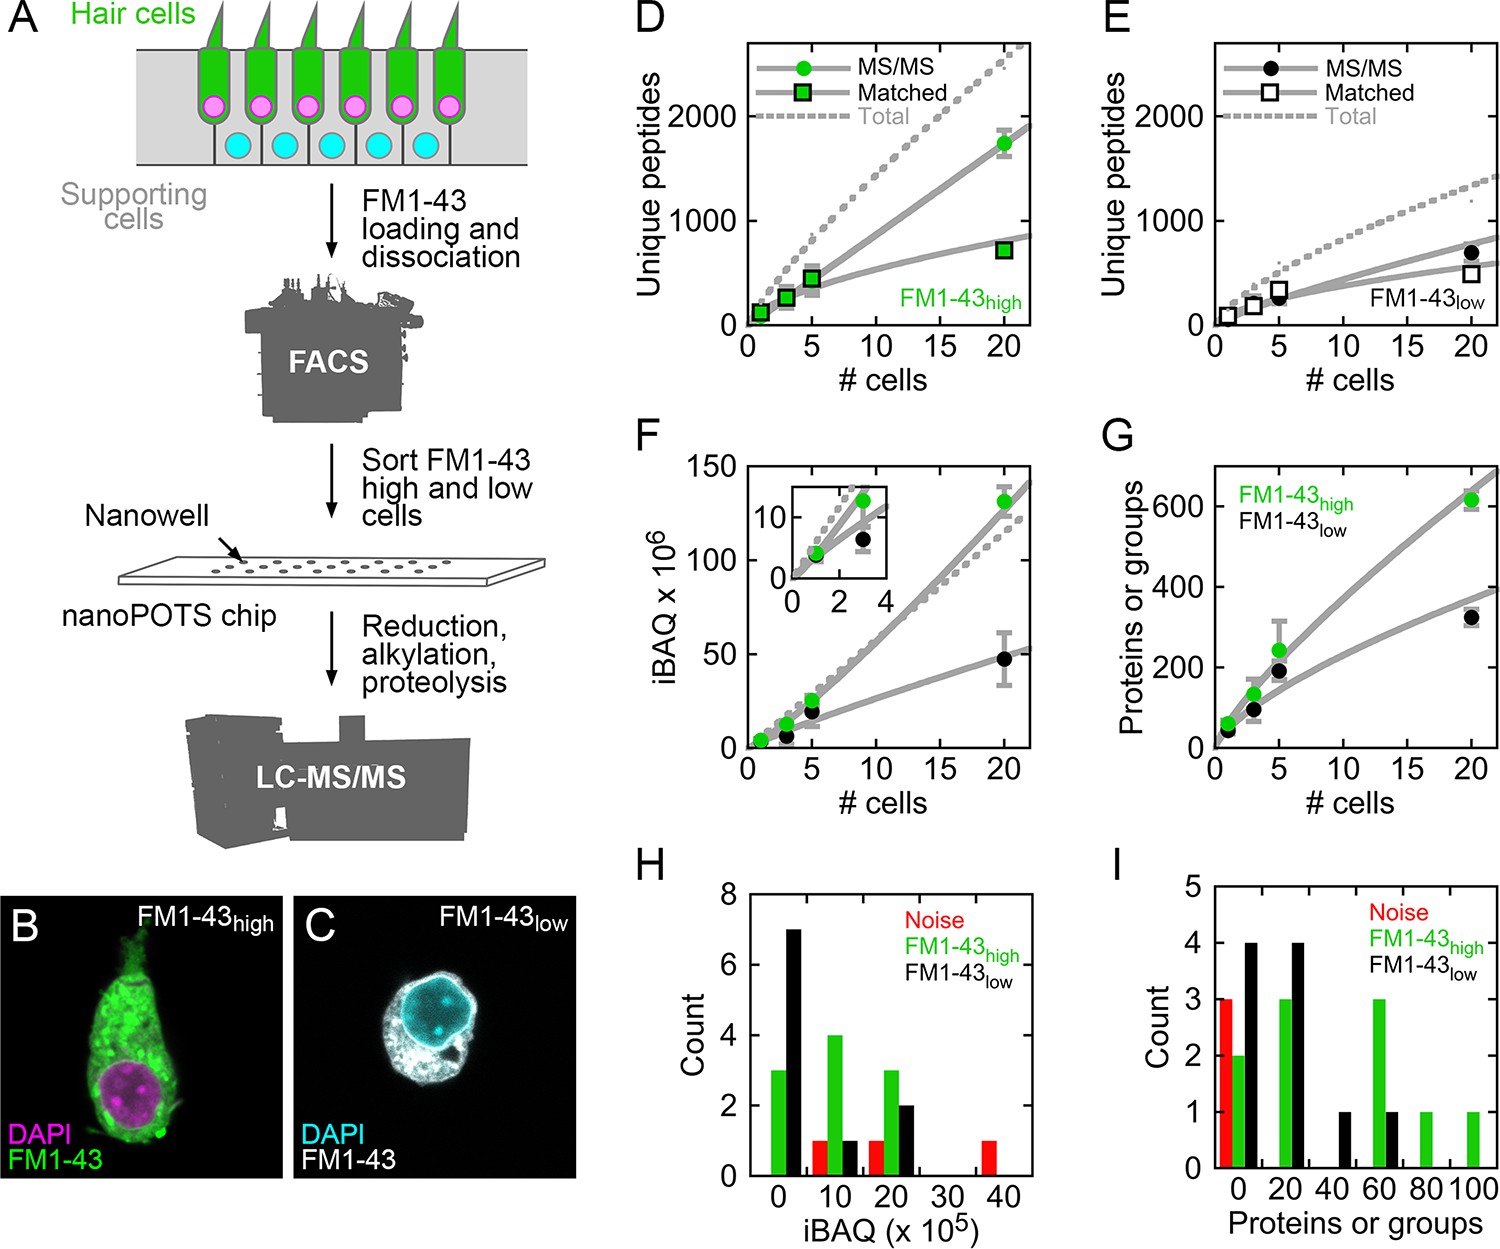 A
Hair cells
Supporting
cells
FM1-43
loading and
dissociation
FACS
Sort FM1-43
high and low
cells
Nanowell
nanoPOTS chip
Reduction,
alkylation,
proteolysis
LC-MS/MS
B
FM1-43high
DAPI
FM1-43
C
FM1-43low
DAPI
FM1-43
D
Unique peptides
2000
1000
0
MS/MS
Matched
Total
FM1-43high
0 5 10 15 20
# cells
E
Unique peptides
2000
1000
0
MS/MS
Matched
Total
FM1-43low
0 5 10 15 20
# cells
F
iBAQ x 10⁶
150
100
50
0
10
0
0 2 4
0 5 10 15 20
# cells
G
Proteins or groups
600
400
200
0
FM1-43high
FM1-43low
0 5 10 15 20
# cells
H
Count
8
6
4
2
0
Noise
FM1-43high
FM1-43low
0 10 20 30 40
iBAQ (x 10⁵)
I
Count
5
4
3
2
1
0
Noise
FM1-43high
FM1-43low
0 20 40 60 80 100
Proteins or groups